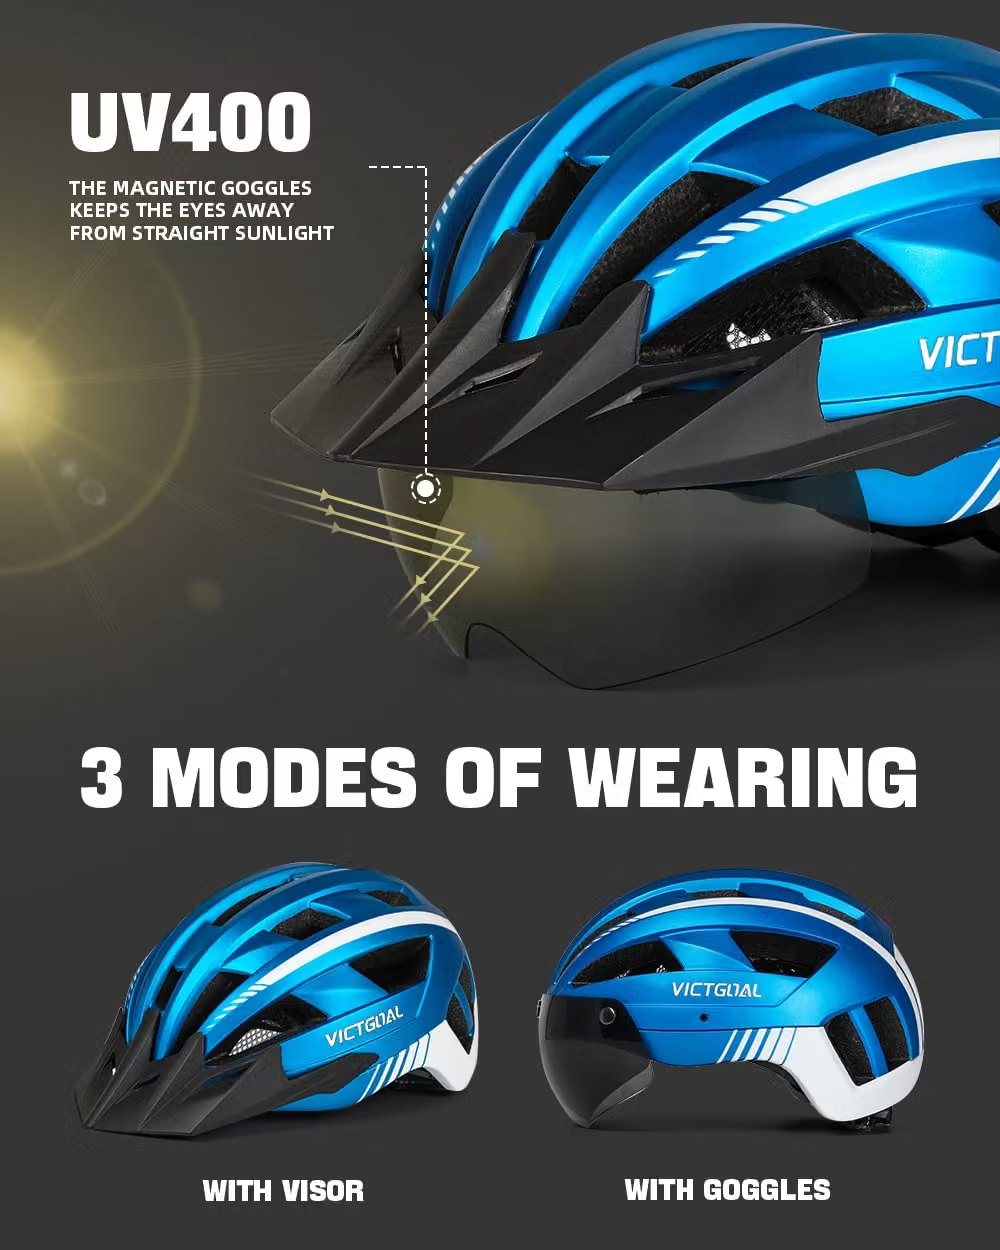 UV400
THE MAGNETIC GOGGLES
KEEPS THE EYES AWAY
FROM STRAIGHT SUNLIGHT
VICT
3 MODES OF WEARING
VICTGOAL
VICTGOAL
WITH VISOR
WITH GOGGLES